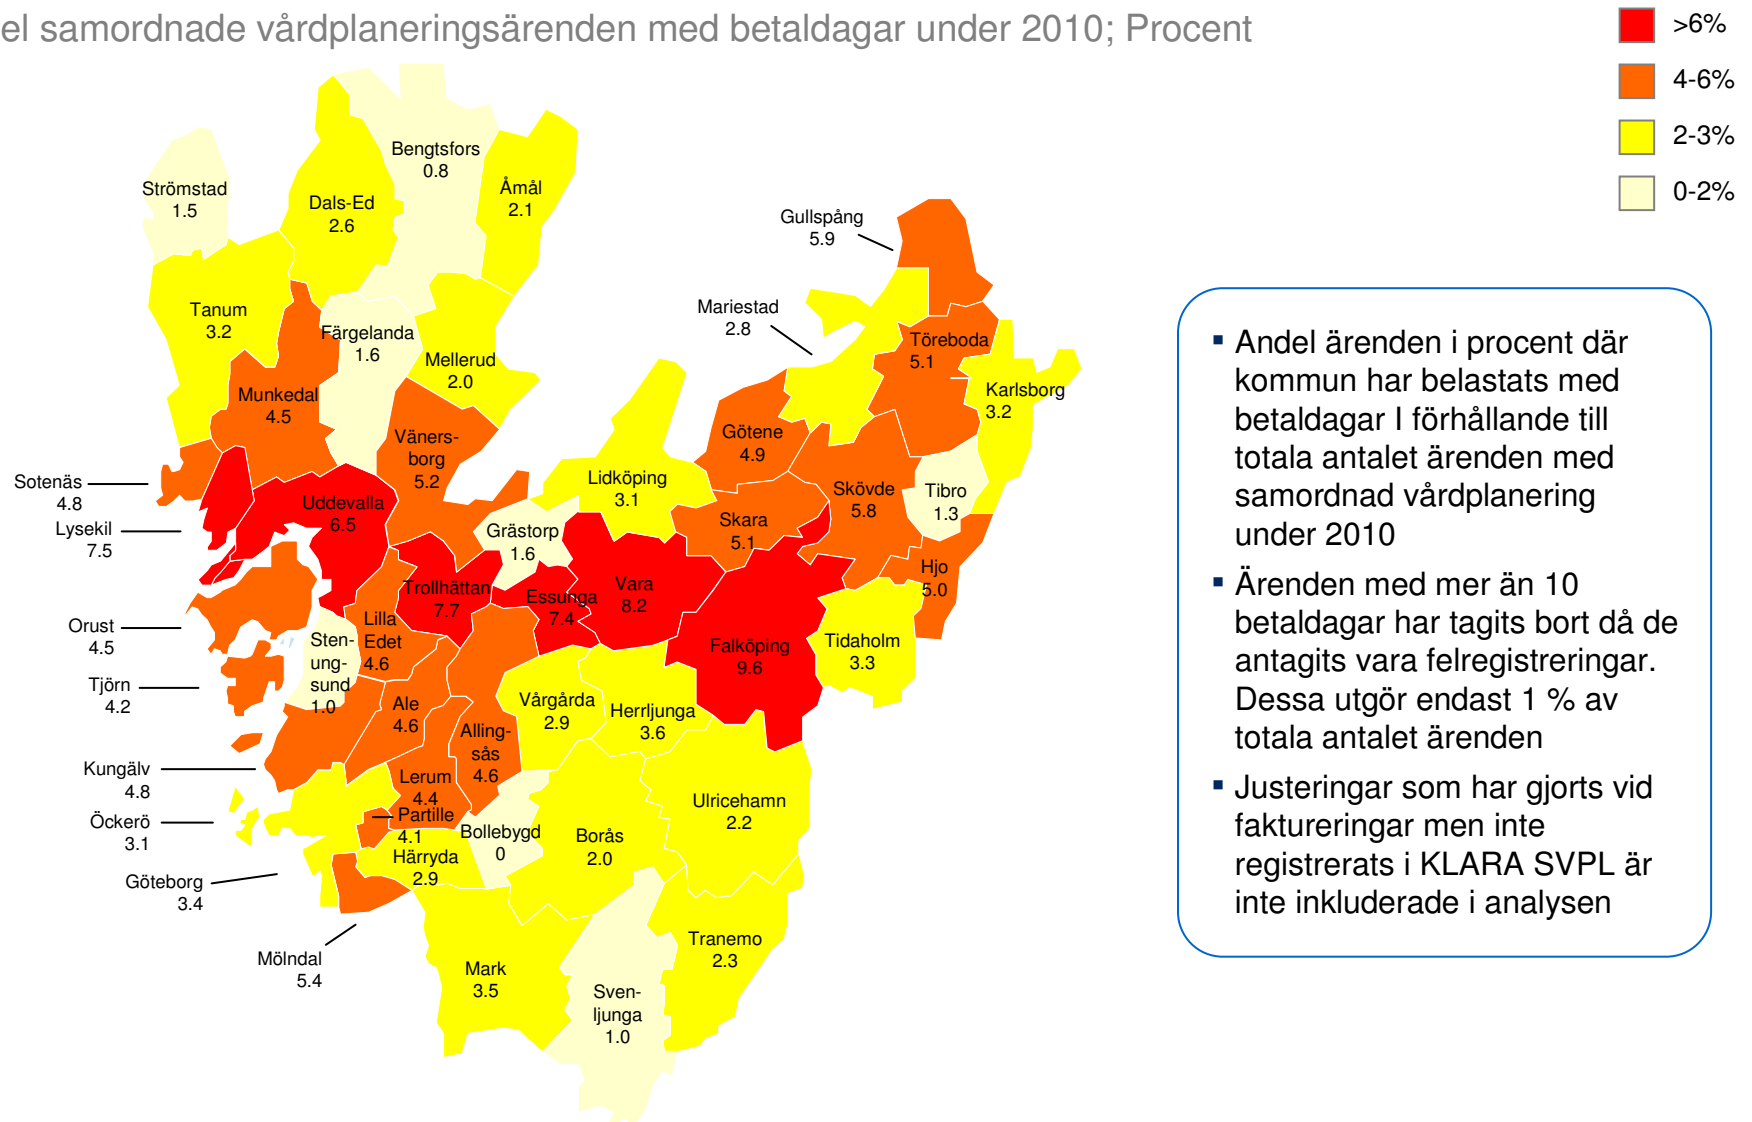 el samordnade vårdplaneringsärenden med betaldagar under 2010; Procent
>6%
4-6%
2-3%
0-2%
Bengtsfors
0.8
Strömstad
1.5
Dals-Ed
2.6
Åmål
2.1
Gullspång
5.9
Tanum
3.2
Mariestad
2.8
Färgelanda
1.6
Töreboda
5.1
Mellerud
2.0
Karlsborg
3.2
Munkedal
4.5
Väners-
borg
5.2
Götene
4.9
Lidköping
3.1
Sotenäs
4.8
Skövde
5.8
Tibro
1.3
Uddevalla
6.5
Lysekil
7.5
Skara
5.1
Grästorp
1.6
Hjo
5.0
Trollhättan
7.7
Essunga
7.4
Vara
8.2
Orust
4.5
Lilla
Edet
4.6
Sten-
ung-
sund
1.0
Falköping
9.6
Tidaholm
3.3
Tjörn
4.2
Ale
4.6
Vårgårda
2.9
Herrljunga
3.6
Alling-
sås
4.6
Kungälv
4.8
Lerum
4.4
Partille
4.1
Öckerö
3.1
Bollebygd
0
Borås
2.0
Ulricehamn
2.2
Härryda
2.9
Göteborg
3.4
Mölndal
5.4
Mark
3.5
Tranemo
2.3
Sven-
ljunga
1.0
▪ Andel ärenden i procent där
kommun har belastats med
betaldagar I förhållande till
totala antalet ärenden med
samordnad vårdplanering
under 2010
▪ Ärenden med mer än 10
betaldagar har tagits bort då de
antagits vara felregistreringar.
Dessa utgör endast 1 % av
totala antalet ärenden
▪ Justeringar som har gjorts vid
faktureringar men inte
registrerats i KLARA SVPL är
inte inkluderade i analysen